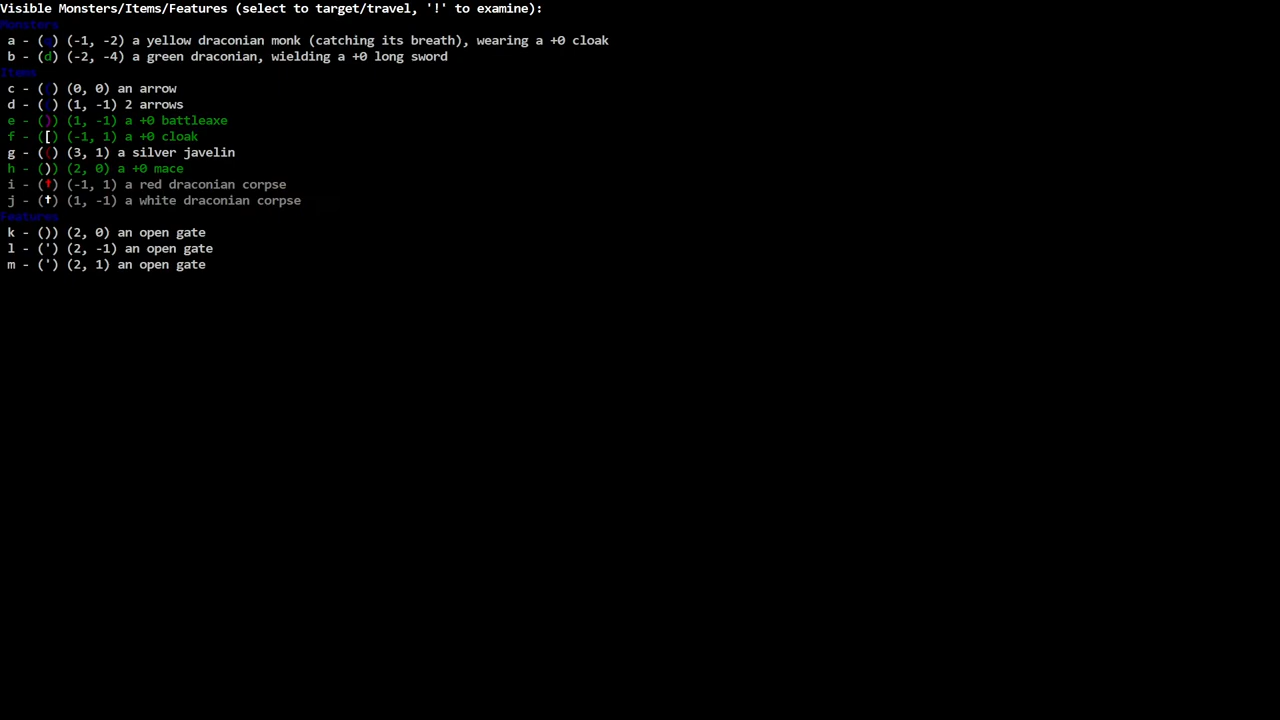 Visible Monsters/Items/Features (select to target/travel, '!' to examine):
Monsters
a - ( ) (-1, -2) a yellow draconian monk (catching its breath), wearing a +0 cloak
b - (d) (-2, -4) a green draconian, wielding a +0 long sword
Items
c - ( ) (0, 0) an arrow
d - ( ) (1, -1) 2 arrows
e - ()) (1, -1) a +0 battleaxe
f - ([) (-1, 1) a +0 cloak
g - (() (3, 1) a silver javelin
h - ()) (2, 0) a +0 mace
i - (†) (-1, 1) a red draconian corpse
j - (†) (1, -1) a white draconian corpse
Features
k - ()) (2, 0) an open gate
l - (') (2, -1) an open gate
m - (') (2, 1) an open gate